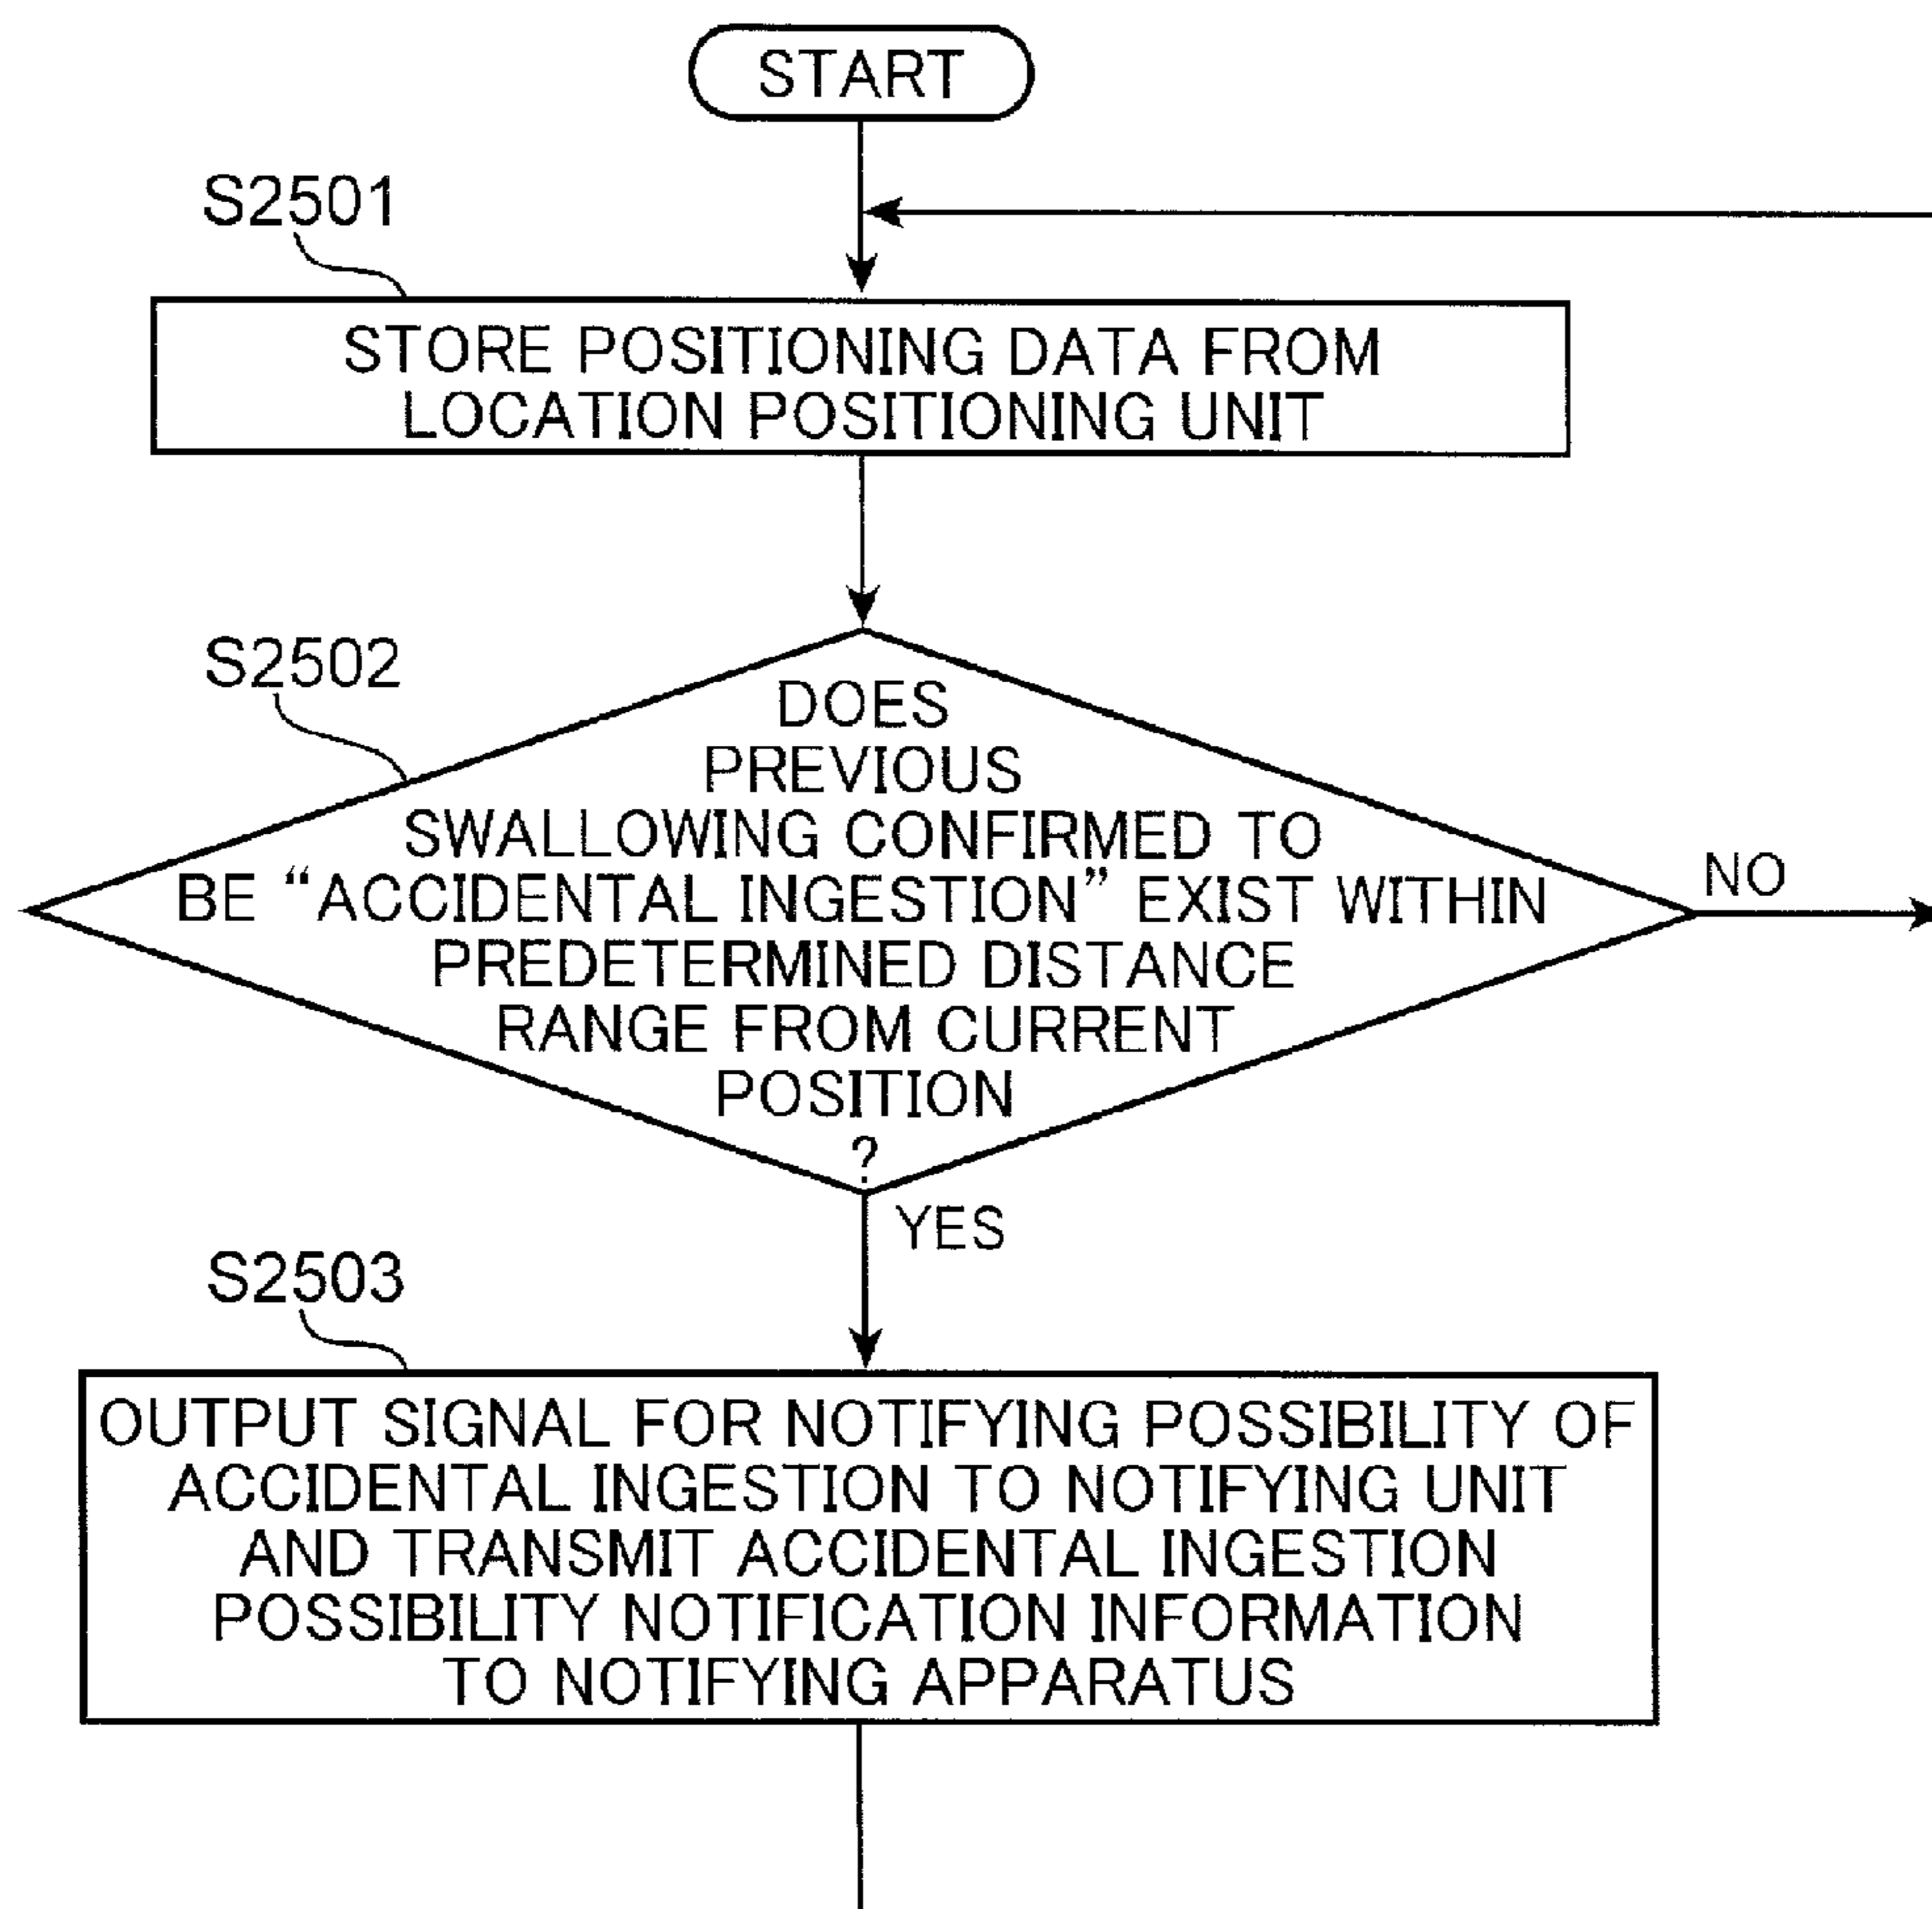 START
S2501
STORE POSITIONING DATA FROM
LOCATION POSITIONING UNIT
S2502
DOES
PREVIOUS
SWALLOWING CONFIRMED TO
BE “ACCIDENTAL INGESTION” EXIST WITHIN
PREDETERMINED DISTANCE
RANGE FROM CURRENT
POSITION
?
NO
YES
S2503
OUTPUT SIGNAL FOR NOTIFYING POSSIBILITY OF
ACCIDENTAL INGESTION TO NOTIFYING UNIT
AND TRANSMIT ACCIDENTAL INGESTION
POSSIBILITY NOTIFICATION INFORMATION
TO NOTIFYING APPARATUS